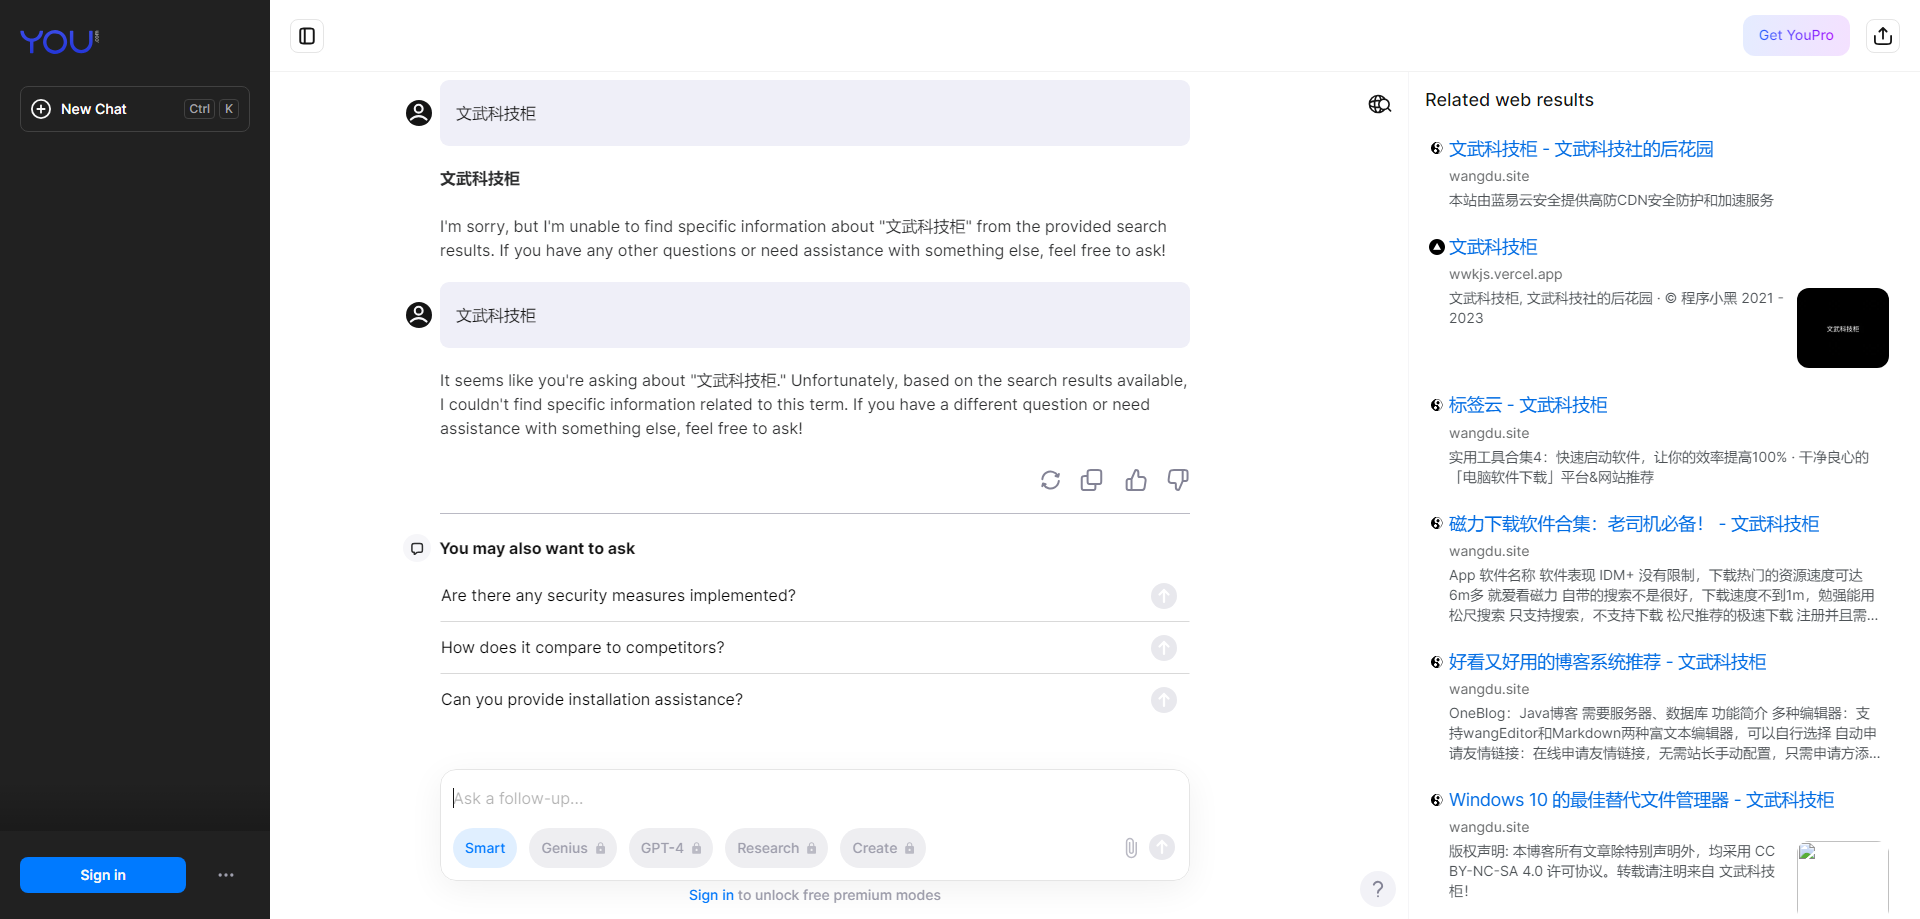 YOU
.com
New Chat
Ctrl K
Sign in
Get YouPro
文武科技柜
文武科技柜
I'm sorry, but I'm unable to find specific information about "文武科技柜" from the provided search
results. If you have any other questions or need assistance with something else, feel free to ask!
文武科技柜
It seems like you're asking about "文武科技柜." Unfortunately, based on the search results available,
I couldn't find specific information related to this term. If you have a different question or need
assistance with something else, feel free to ask!
You may also want to ask
Are there any security measures implemented?
How does it compare to competitors?
Can you provide installation assistance?
Ask a follow-up...
Smart Genius GPT-4 Research Create
Sign in to unlock free premium modes
?
Related web results
文武科技柜 - 文武科技社的后花园
wangdu.site
本站由蓝易云安全提供高防CDN安全防护和加速服务
文武科技柜
wwkjs.vercel.app
文武科技柜, 文武科技社的后花园 · © 程序小黑 2021 -
2023
文武科技柜
标签云 - 文武科技柜
wangdu.site
实用工具合集4：快速启动软件，让你的效率提高100% · 干净良心的
「电脑软件下载」平台&网站推荐
磁力下载软件合集：老司机必备！ - 文武科技柜
wangdu.site
App 软件名称 软件表现 IDM+ 没有限制，下载热门的资源速度可达
6m多 就爱看磁力 自带的搜索不是很好，下载速度不到1m，勉强能用
松尺搜索 只支持搜索，不支持下载 松尺推荐的极速下载 注册并且需...
好看又好用的博客系统推荐 - 文武科技柜
wangdu.site
OneBlog：Java博客 需要服务器、数据库 功能简介 多种编辑器：支
持wangEditor和Markdown两种富文本编辑器，可以自行选择 自动申
请友情链接：在线申请友情链接，无需站长手动配置，只需申请方添...
Windows 10 的最佳替代文件管理器 - 文武科技柜
wangdu.site
版权声明: 本博客所有文章除特别声明外，均采用 CC
BY-NC-SA 4.0 许可协议。转载请注明来自 文武科技
柜！